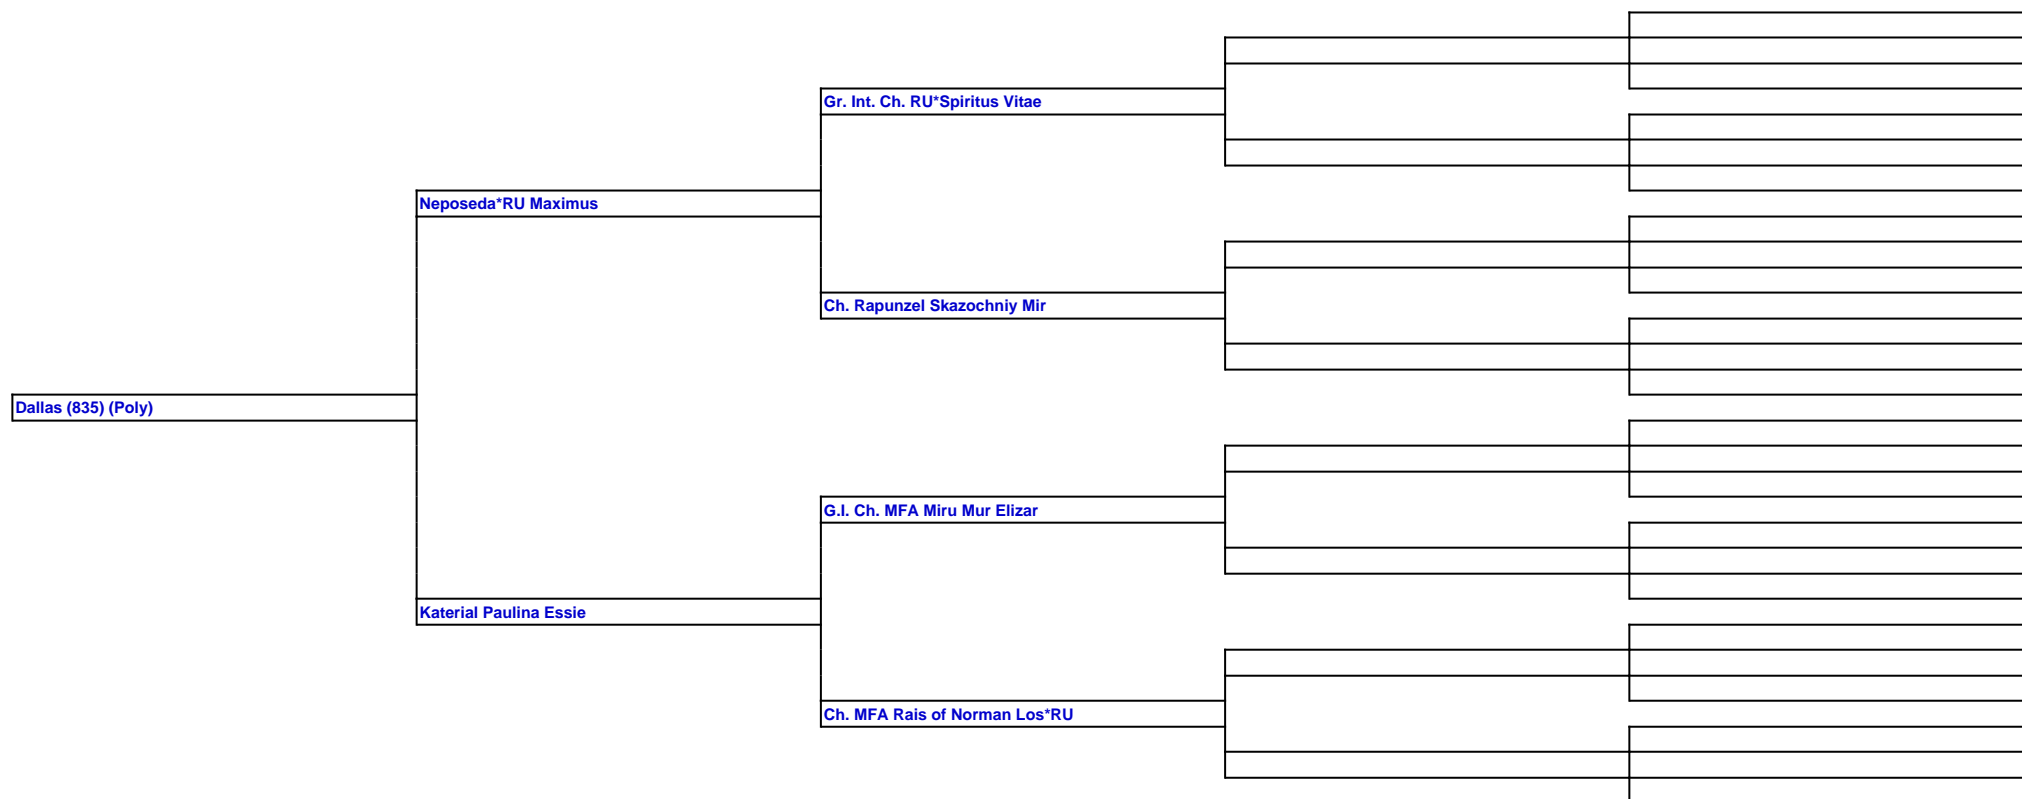 Gr. Int. Ch. RU*Spiritus Vitae
Neposeda*RU Maximus
Ch. Rapunzel Skazochniy Mir
Dallas (835) (Poly)
G.I. Ch. MFA Miru Mur Elizar
Katerial Paulina Essie
Ch. MFA Rais of Norman Los*RU